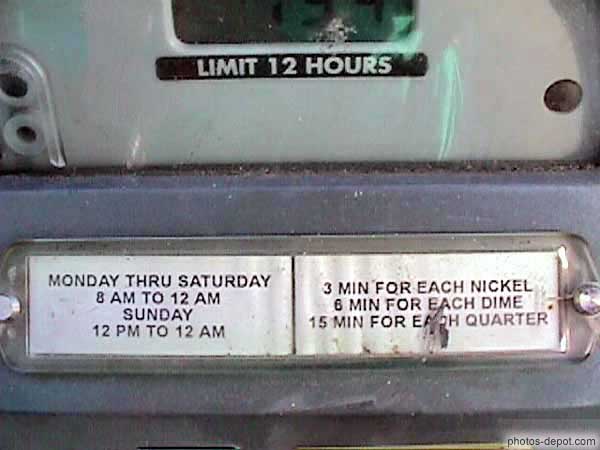 LIMIT 12 HOURS
MONDAY THRU SATURDAY
8 AM TO 12 AM
SUNDAY
12 PM TO 12 AM
3 MIN FOR EACH NICKEL
6 MIN FOR EACH DIME
15 MIN FOR EACH QUARTER
photos-depot.com